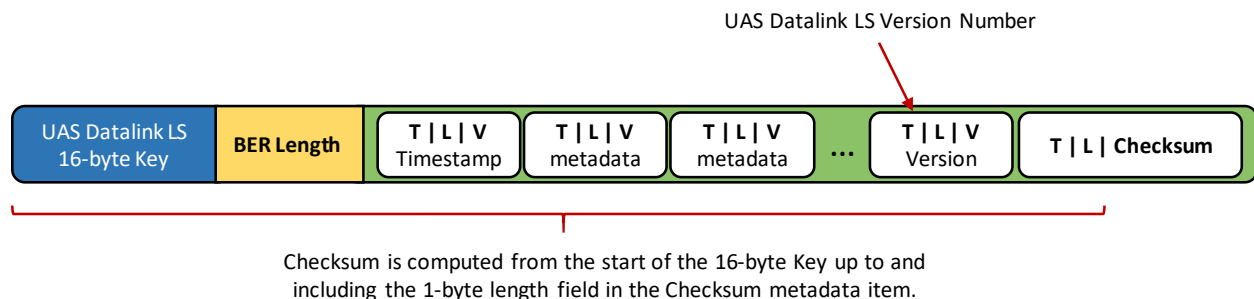 UAS Datalink LS Version Number
UAS Datalink LS
16-byte Key
BER Length
T | L | V
Timestamp
T | L | V
metadata
T | L | V
metadata
...
T | L | V
Version
T | L | Checksum
Checksum is computed from the start of the 16-byte Key up to and
including the 1-byte length field in the Checksum metadata item.